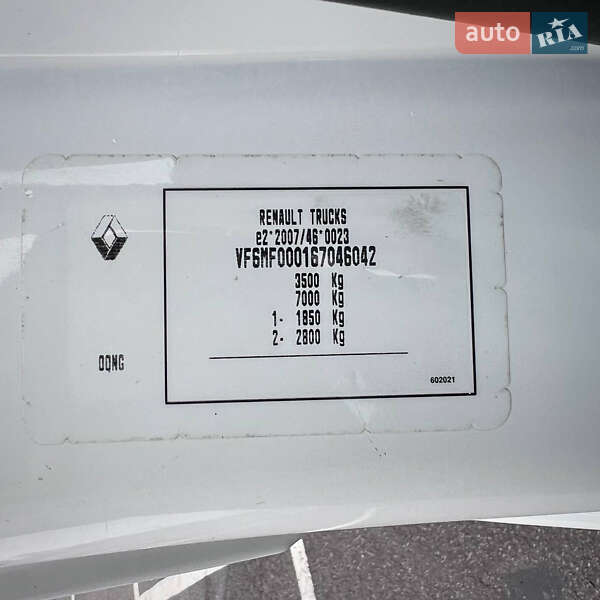 auto RIA.com
RENAULT TRUCKS
e2*2007/46*0023
VF6MF000167046042
3500 Kg
7000 Kg
1- 1850 Kg
2- 2800 Kg
OQNG
602021